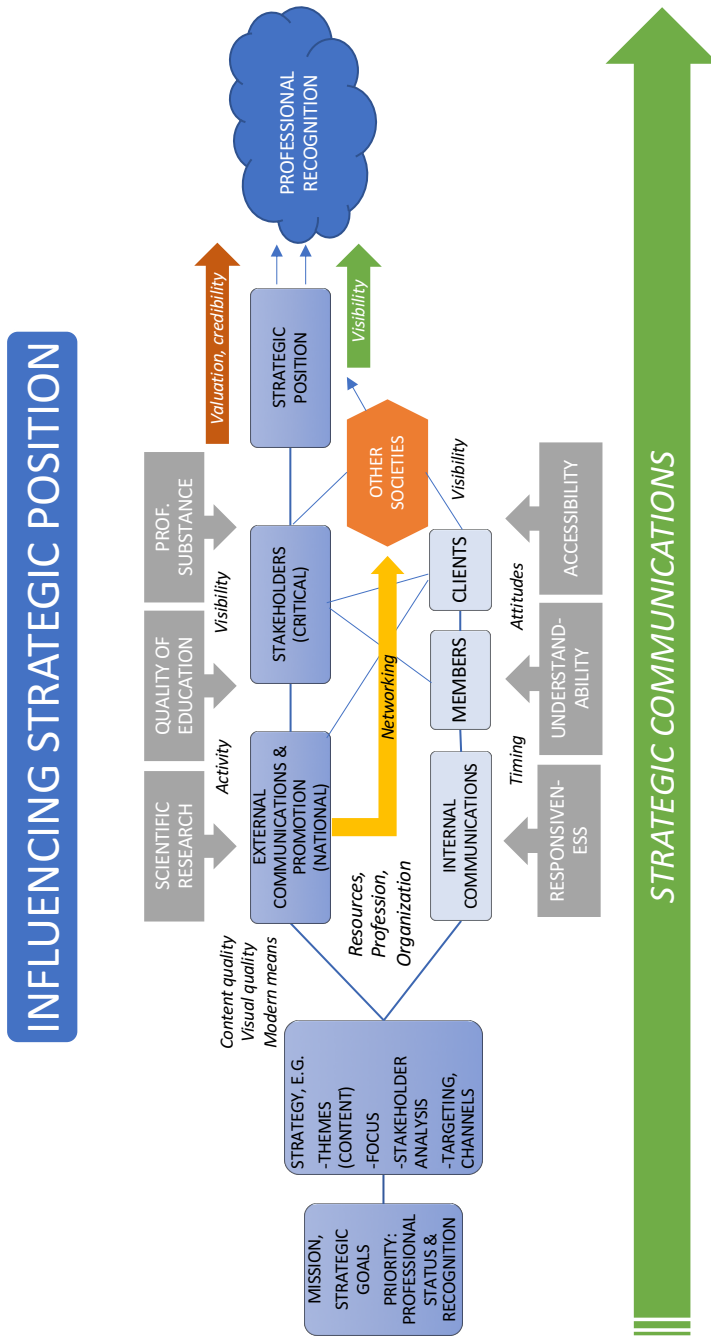 INFLUENCING STRATEGIC POSITION
SCIENTIFIC
RESEARCH
QUALITY OF
EDUCATION
PROF.
SUBSTANCE
Valuation, credibility
Content quality
Visual quality
Modern means
Activity
Visibility
MISSION,
STRATEGIC
GOALS
PRIORITY:
PROFESSIONAL
STATUS &
RECOGNITION
STRATEGY, E.G.
-THEMES
(CONTENT)
-FOCUS
-STAKEHOLDER
ANALYSIS
-TARGETING,
CHANNELS
EXTERNAL
COMMUNICATIONS &
PROMOTION
(NATIONAL)
STAKEHOLDERS
(CRITICAL)
STRATEGIC
POSITION
PROFESSIONAL
RECOGNITION
Resources,
Profession,
Organization
Networking
OTHER
SOCIETIES
Visibility
INTERNAL
COMMUNICATIONS
MEMBERS
CLIENTS
Visibility
Timing
Attitudes
RESPONSIVEN-
ESS
UNDERSTAND-
ABILITY
ACCESSIBILITY
STRATEGIC COMMUNICATIONS